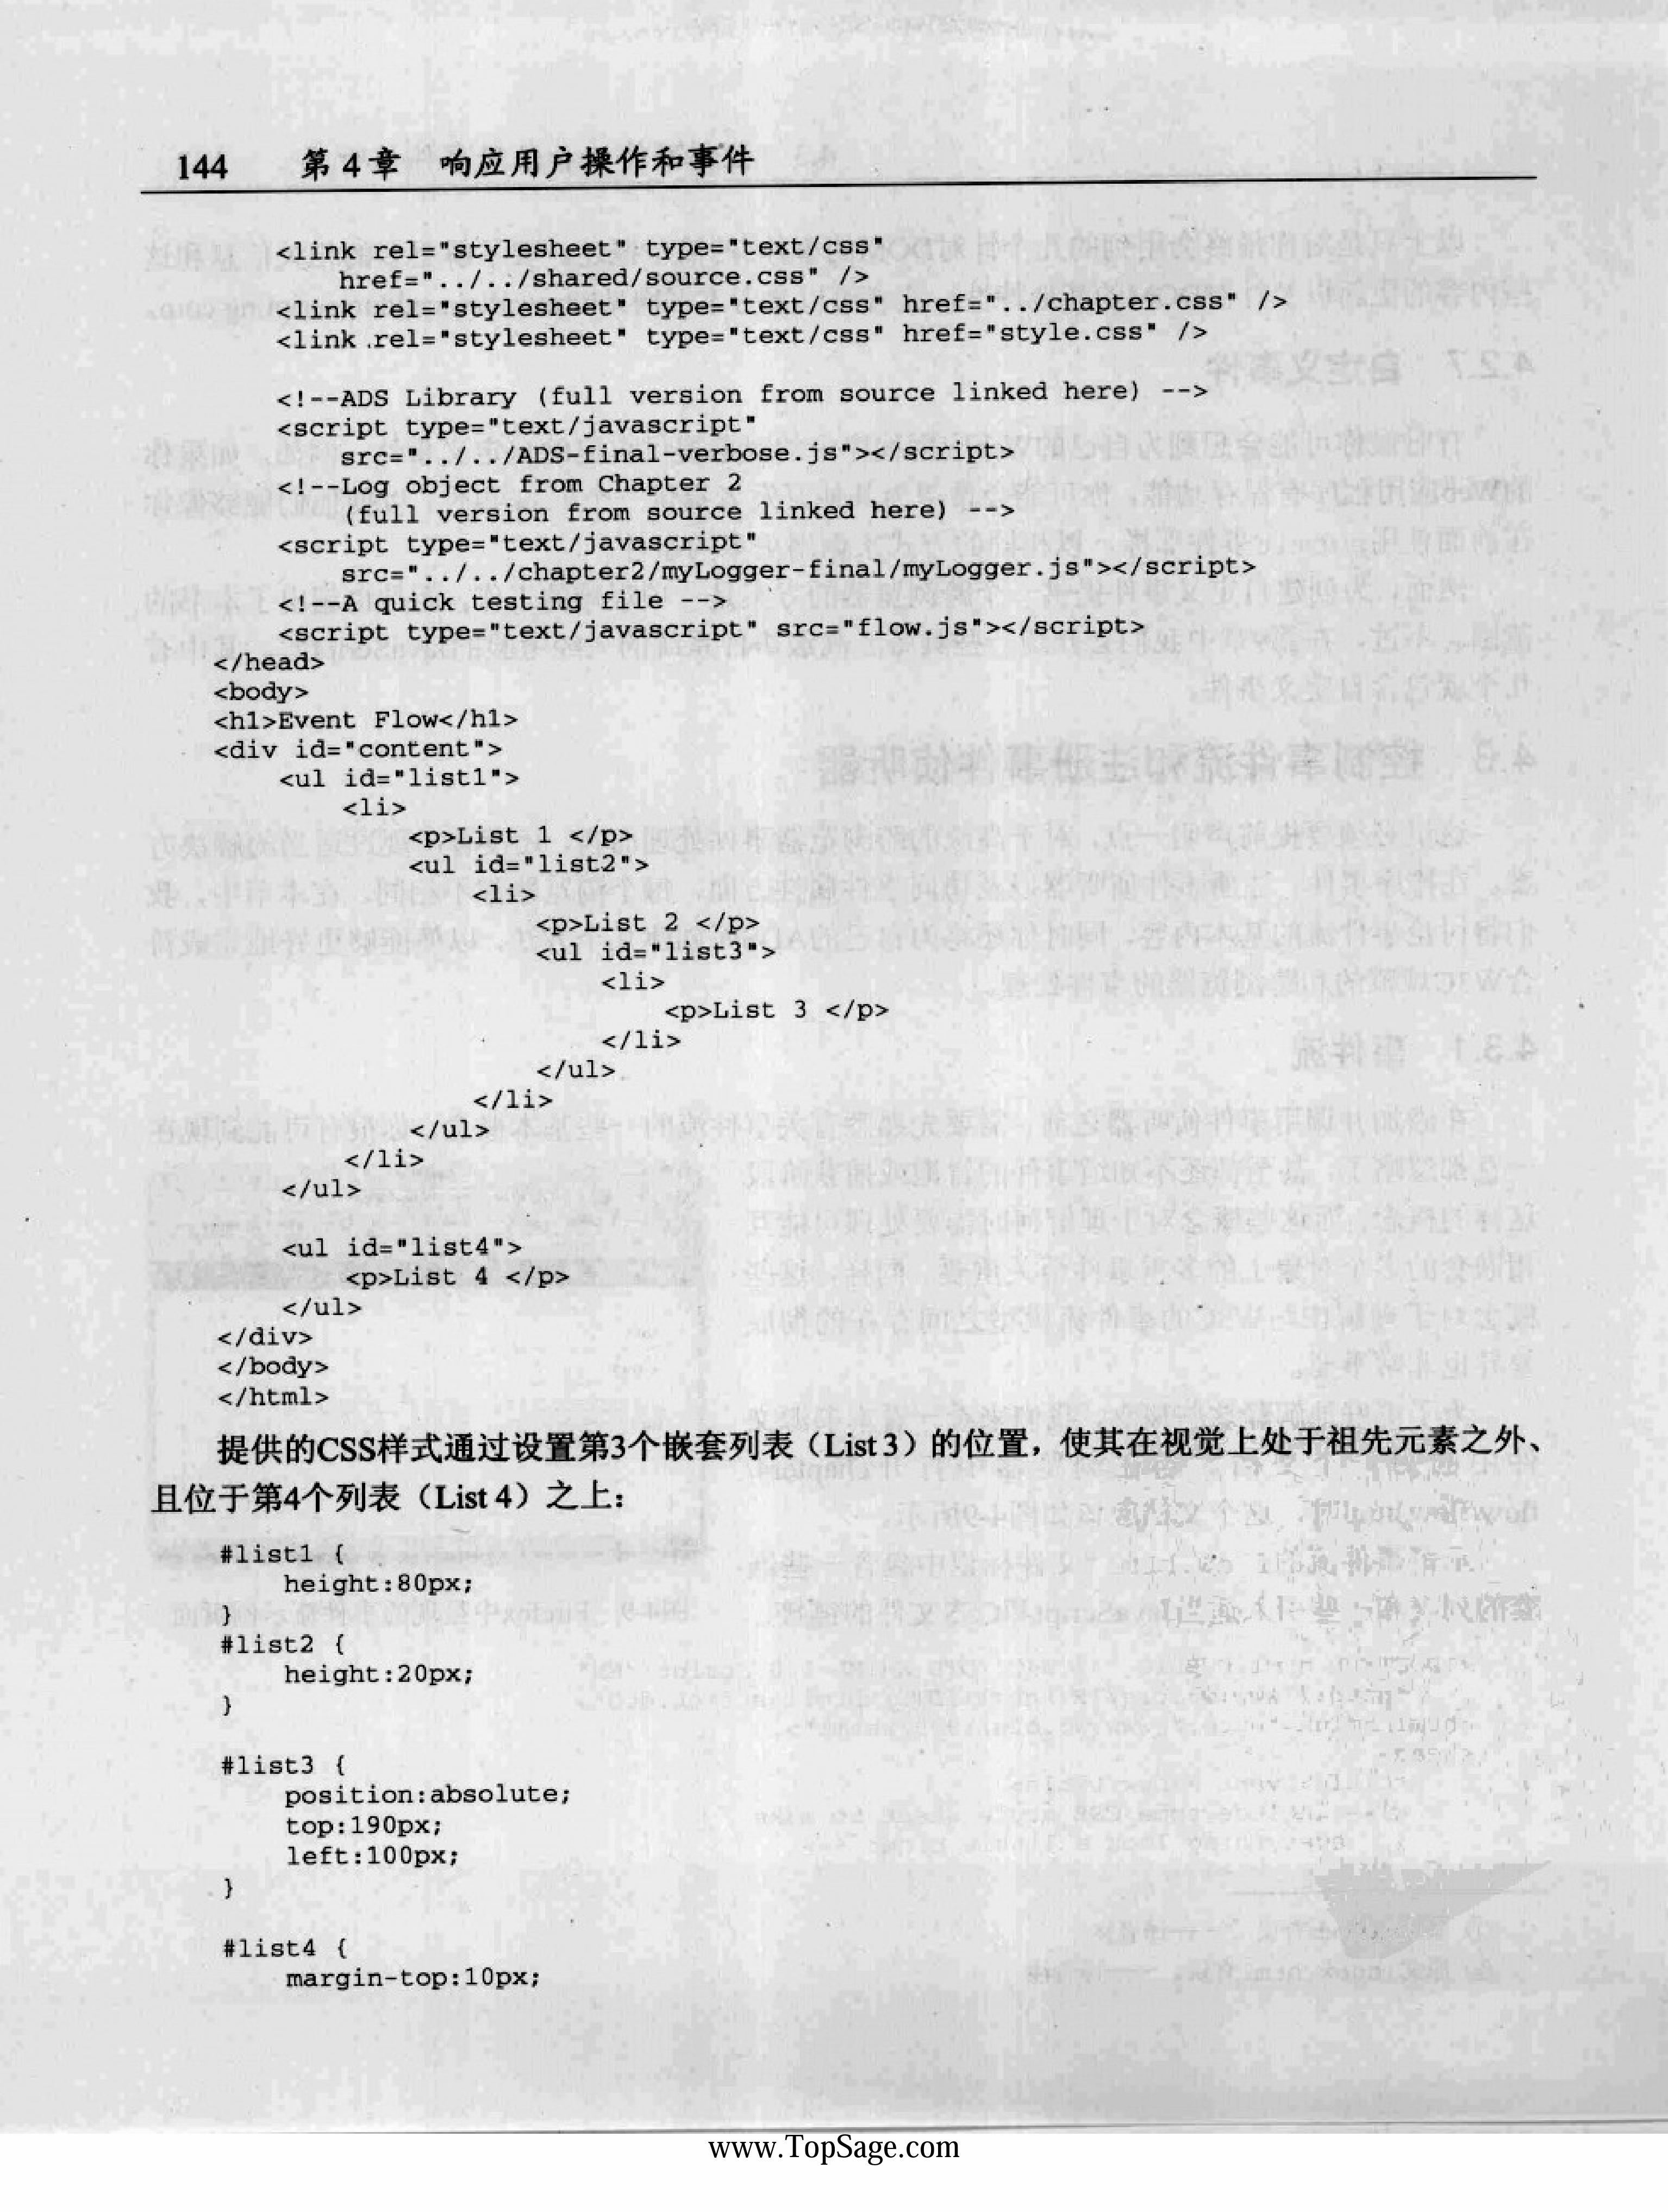 144 第 4 章 响应用户操作和事件
<link rel="stylesheet" type="text/css"
href="../../shared/source.css" />
<link rel="stylesheet" type="text/css" href="../chapter.css" />
<link rel="stylesheet" type="text/css" href="style.css" />
<!--ADS Library (full version from source linked here) -->
<script type="text/javascript"
src="../../ADS-final-verbose.js"></script>
<!--Log object from Chapter 2
(full version from source linked here) -->
<script type="text/javascript"
src="../../chapter2/myLogger-final/myLogger.js"></script>
<!--A quick testing file -->
<script type="text/javascript" src="flow.js"></script>
</head>
<body>
<h1>Event Flow</h1>
<div id="content">
<ul id="list1">
<li>
<p>List 1 </p>
<ul id="list2">
<li>
<p>List 2 </p>
<ul id="list3">
<li>
<p>List 3 </p>
</li>
</ul>
</li>
</ul>
</li>
</ul>
<ul id="list4">
<p>List 4 </p>
</ul>
</div>
</body>
</html>
提供的CSS样式通过设置第3个嵌套列表（List 3）的位置，使其在视觉上处于祖先元素之外、
且位于第4个列表（List 4）之上：
#list1 {
height:80px;
}
#list2 {
height:20px;
}
#list3 {
position:absolute;
top:190px;
left:100px;
}
#list4 {
margin-top:10px;
www.TopSage.com